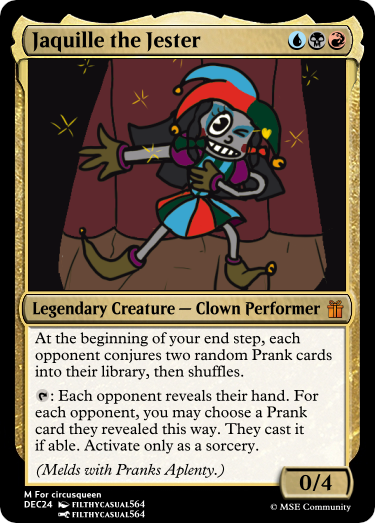 Jaquille the Jester
Legendary Creature — Clown Performer
At the beginning of your end step, each
opponent conjures two random Prank cards
into their library, then shuffles.
: Each opponent reveals their hand. For
each opponent, you may choose a Prank
card they revealed this way. They cast it
if able. Activate only as a sorcery.
(Melds with Pranks Aplenty.)
0/4
M For circusqueen
DEC24 FILTHYCASUAL564
FILTHYCASUAL564
© MSE Community